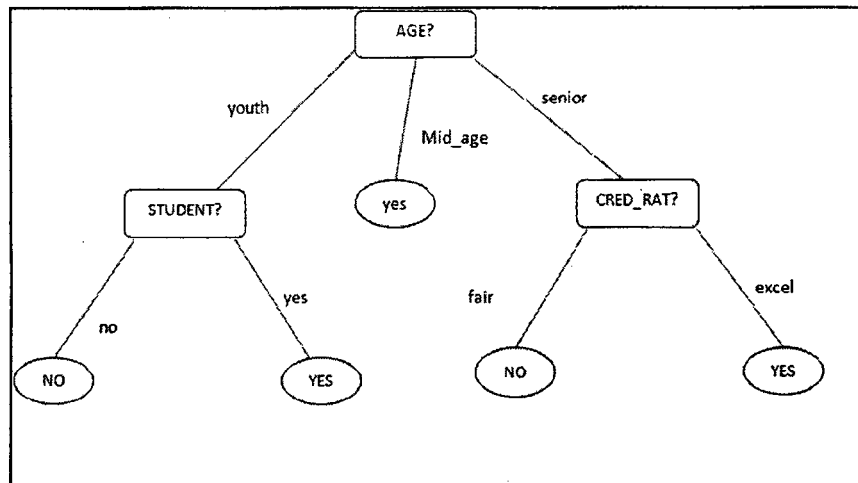 AGE?
youth
senior
Mid_age
STUDENT?
yes
CRED_RAT?
no
yes
fair
excel
NO
YES
NO
YES